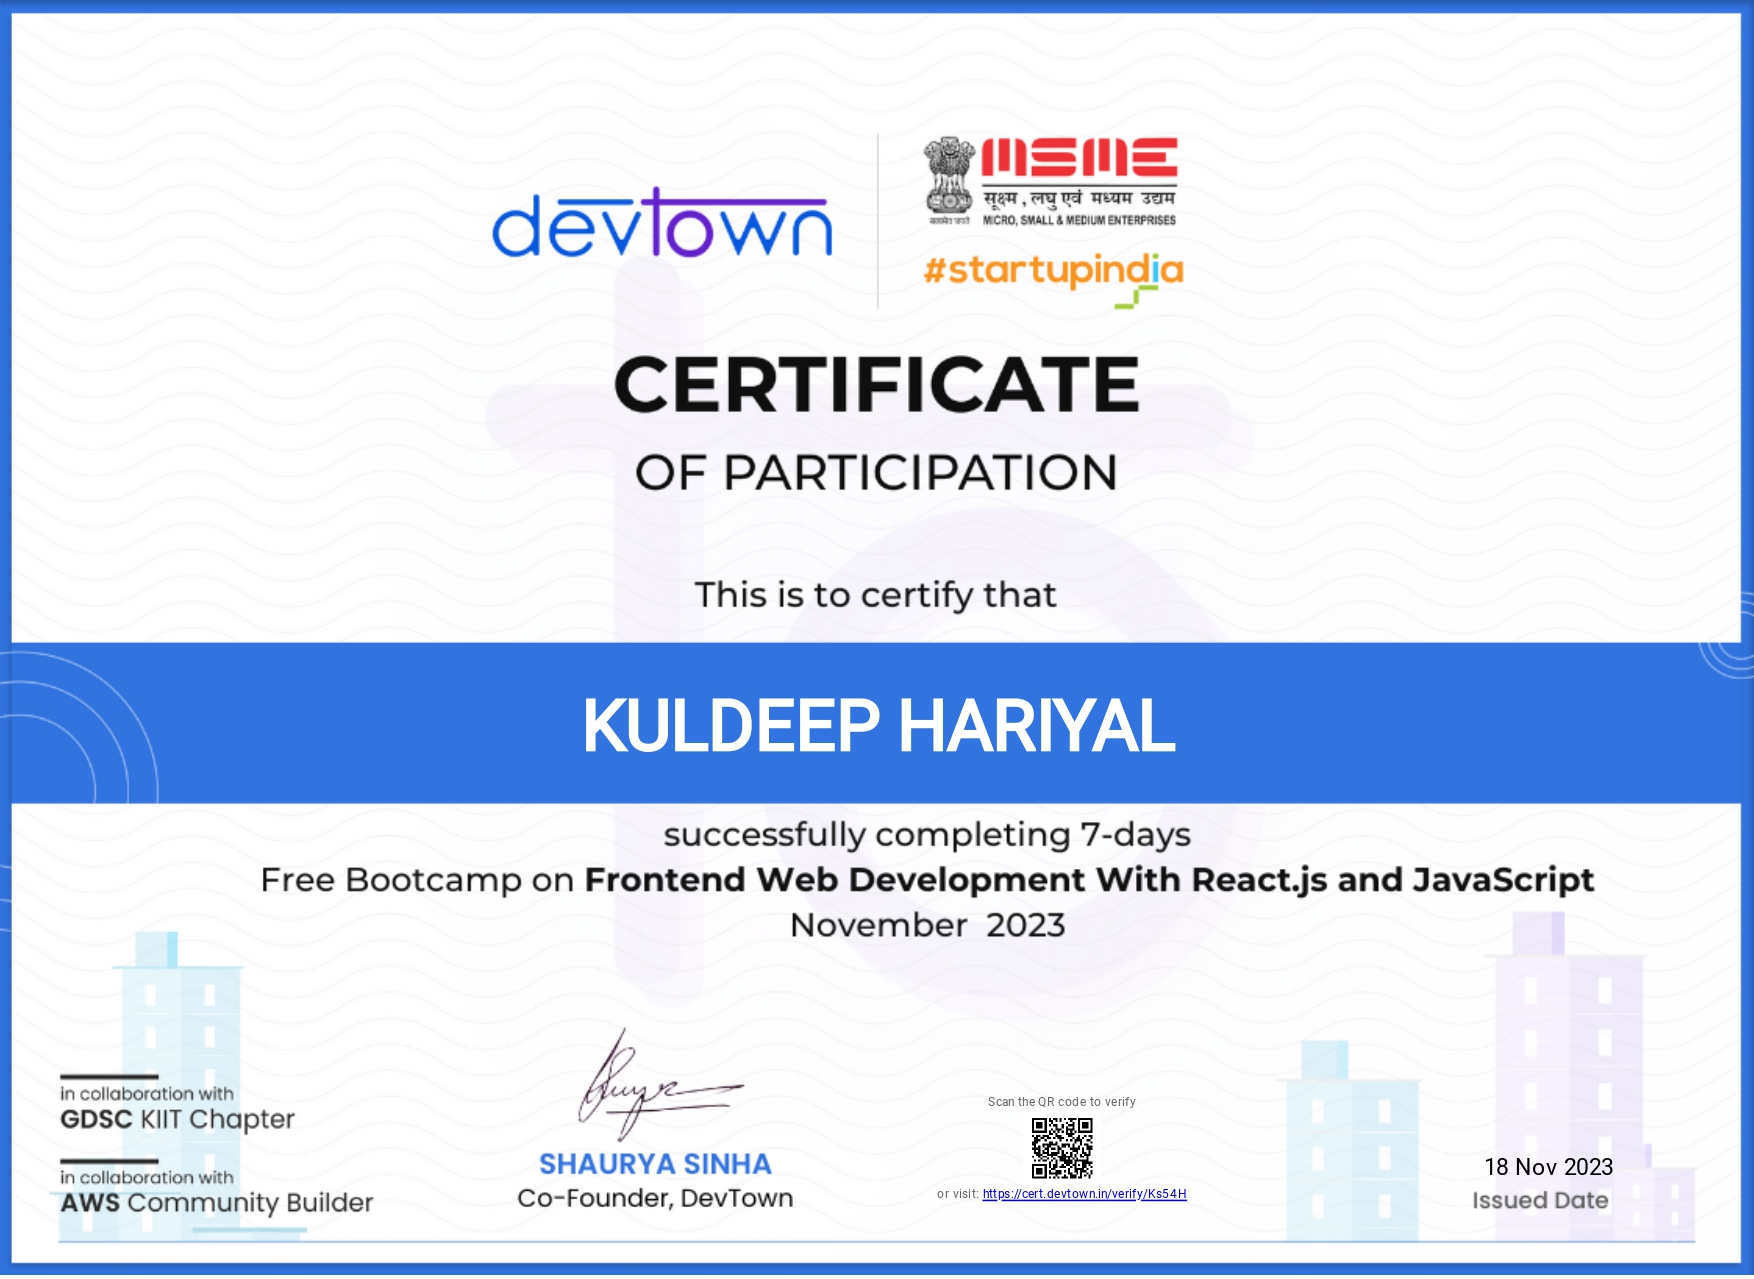 devtown
MSME
सूक्ष्म , लघु एवं मध्यम उद्यम
MICRO, SMALL & MEDIUM ENTERPRISES
#startupindia
CERTIFICATE
OF PARTICIPATION
This is to certify that
KULDEEP HARIYAL
successfully completing 7-days
Free Bootcamp on Frontend Web Development With React.js and JavaScript
November 2023
in collaboration with
GDSC KIIT Chapter
in collaboration with
AWS Community Builder
SHAURYA SINHA
Co-Founder, DevTown
Scan the QR code to verify
or visit: https://cert.devtown.in/verify/Ks54H
18 Nov 2023
Issued Date